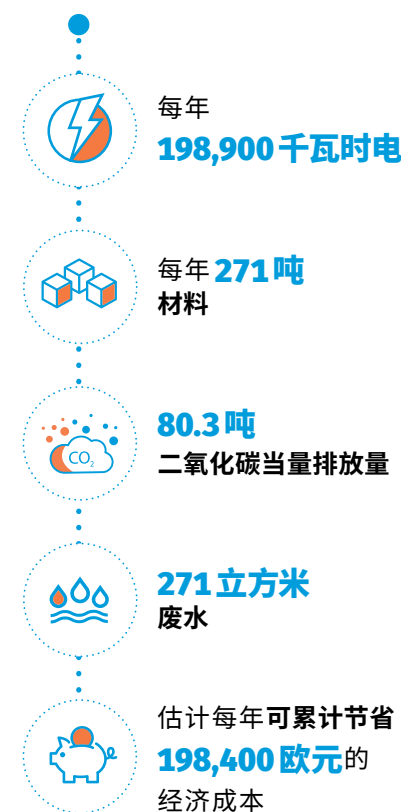 每年
198,900 千瓦时电
每年 271 吨
材料
CO₂
80.3 吨
二氧化碳当量排放量
271 立方米
废水
估计每年可累计节省
198,400 欧元的
经济成本